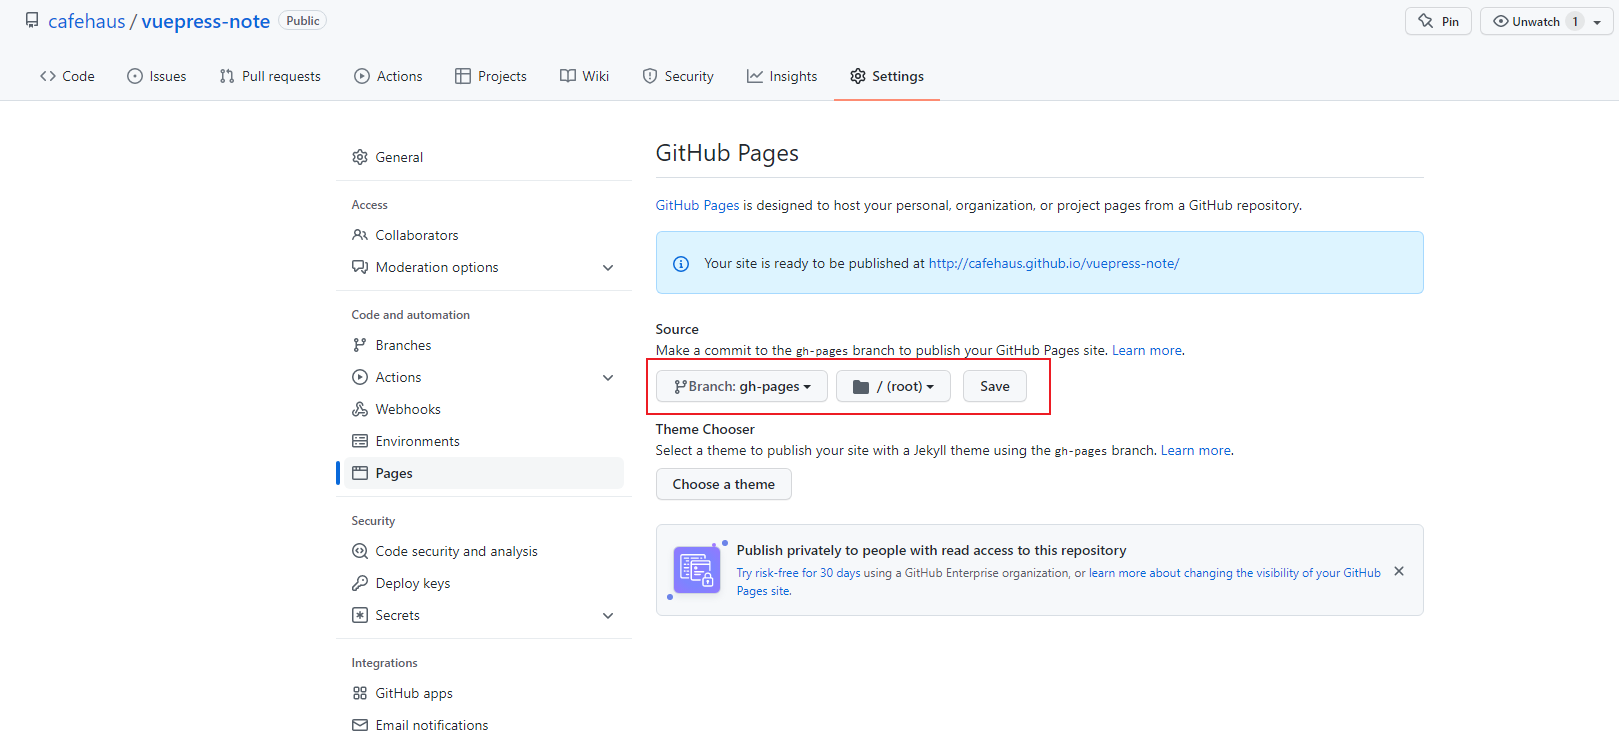 cafehaus / vuepress-note Public
Pin
Unwatch 1
Code Issues Pull requests Actions Projects Wiki Security Insights Settings
General
Access
Collaborators
Moderation options
Code and automation
Branches
Actions
Webhooks
Environments
Pages
Security
Code security and analysis
Deploy keys
Secrets
Integrations
GitHub apps
Email notifications
GitHub Pages
GitHub Pages is designed to host your personal, organization, or project pages from a GitHub repository.
Your site is ready to be published at http://cafehaus.github.io/vuepress-note/
Source
Make a commit to the gh-pages branch to publish your GitHub Pages site. Learn more.
Branch: gh-pages / (root) Save
Theme Chooser
Select a theme to publish your site with a Jekyll theme using the gh-pages branch. Learn more.
Choose a theme
Publish privately to people with read access to this repository
Try risk-free for 30 days using a GitHub Enterprise organization, or learn more about changing the visibility of your GitHub
Pages site.